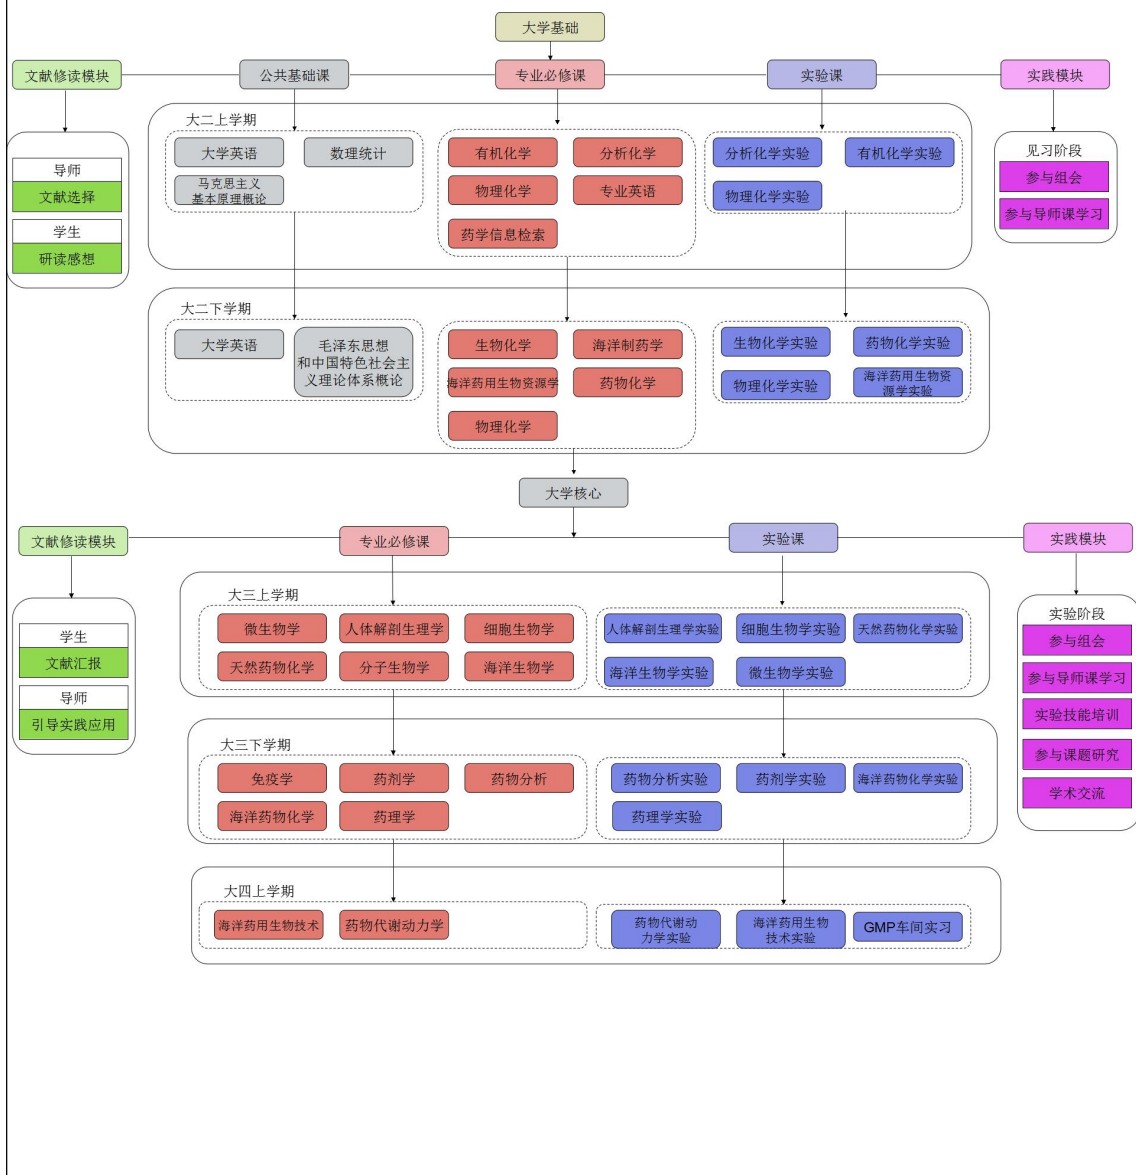 大学基础
文献修读模块
公共基础课
专业必修课
实验课
实践模块
导师
文献选择
学生
研读感想
大二上学期
大学英语
数理统计
马克思主义
基本原理概论
有机化学
分析化学
物理化学
专业英语
药学信息检索
分析化学实验
有机化学实验
物理化学实验
见习阶段
参与组会
参与导师课学习
大二下学期
大学英语
毛泽东思想
和中国特色社会主
义理论体系概论
生物化学
海洋制药学
海洋药用生物资源学
药物化学
物理化学
生物化学实验
药物化学实验
物理化学实验
海洋药用生物资
源学实验
大学核心
文献修读模块
专业必修课
实验课
实践模块
学生
文献汇报
导师
引导实践应用
大三上学期
微生物学
人体解剖生理学
细胞生物学
天然药物化学
分子生物学
海洋生物学
人体解剖生理学实验
细胞生物学实验
天然药物化学实验
海洋生物学实验
微生物学实验
实验阶段
参与组会
参与导师课学习
实验技能培训
参与课题研究
学术交流
大三下学期
免疫学
药剂学
药物分析
海洋药物化学
药理学
药物分析实验
药剂学实验
海洋药物化学实验
药理学实验
大四上学期
海洋药用生物技术
药物代谢动力学
药物代谢动
力学实验
海洋药用生物
技术实验
GMP车间实习